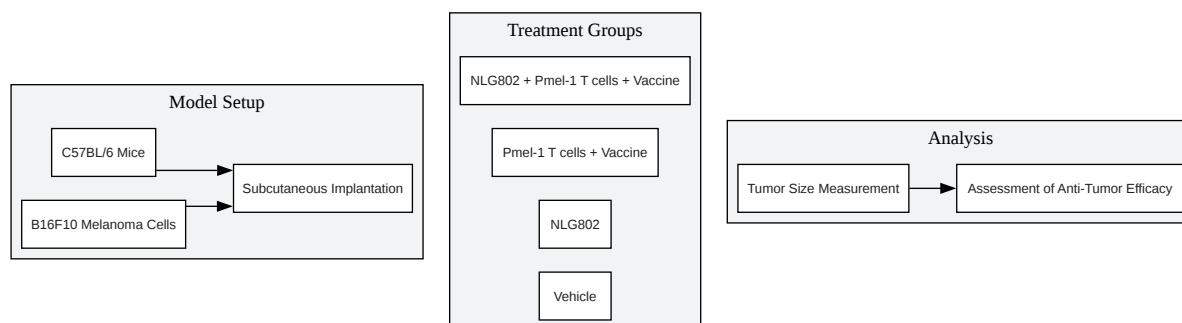 Model Setup
C57BL/6 Mice
B16F10 Melanoma Cells
Subcutaneous Implantation
Treatment Groups
NLG802 + Pmel-1 T cells + Vaccine
Pmel-1 T cells + Vaccine
NLG802
Vehicle
Analysis
Tumor Size Measurement
Assessment of Anti-Tumor Efficacy